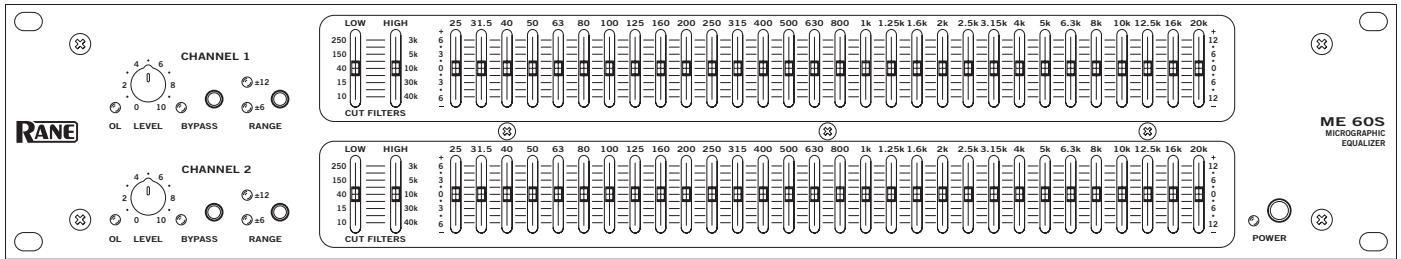 LOW HIGH 25 31.5 40 50 63 80 100 125 160 200 250 315 400 500 630 800 1k 1.25k 1.6k 2k 2.5k 3.15k 4k 5k 6.3k 8k 10k 12.5k 16k 20k
CHANNEL 1
250 3k + 6 +12
150 5k 3 6
40 10k 0 0
15 30k 3 6
10 40k 6 – 12 –
4 6
2 8
0 10
±12
±6
OL LEVEL BYPASS RANGE
CUT FILTERS
RANE
ME 60S
MICROGRAPHIC
EQUALIZER
LOW HIGH 25 31.5 40 50 63 80 100 125 160 200 250 315 400 500 630 800 1k 1.25k 1.6k 2k 2.5k 3.15k 4k 5k 6.3k 8k 10k 12.5k 16k 20k
CHANNEL 2
250 3k + 6 +12
150 5k 3 6
40 10k 0 0
15 30k 3 6
10 40k 6 – 12 –
4 6
2 8
0 10
±12
±6
OL LEVEL BYPASS RANGE
CUT FILTERS
POWER